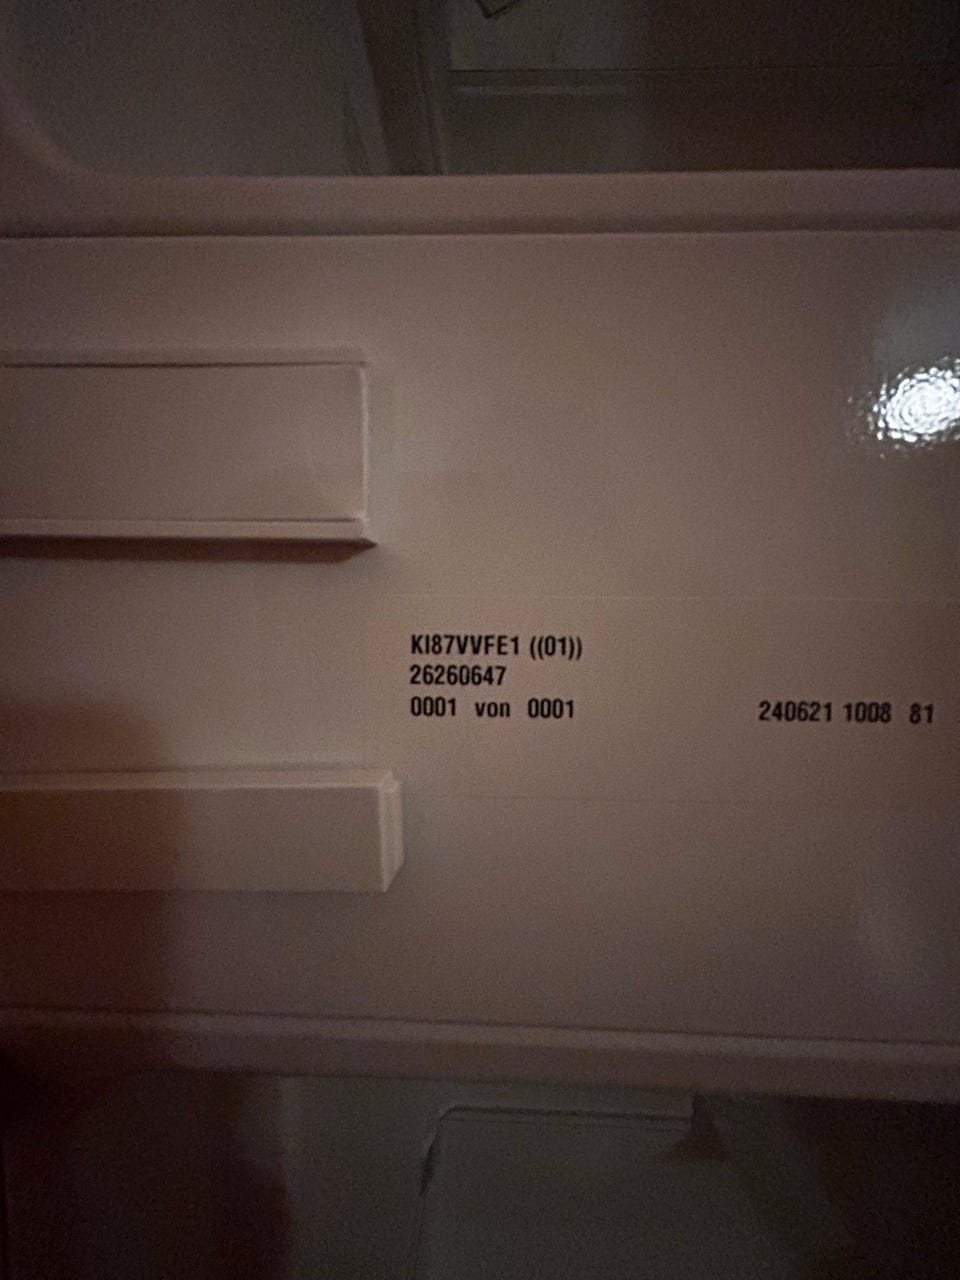 KI87VVFE1 ((01))
26260647
0001 von 0001 240621 1008 81